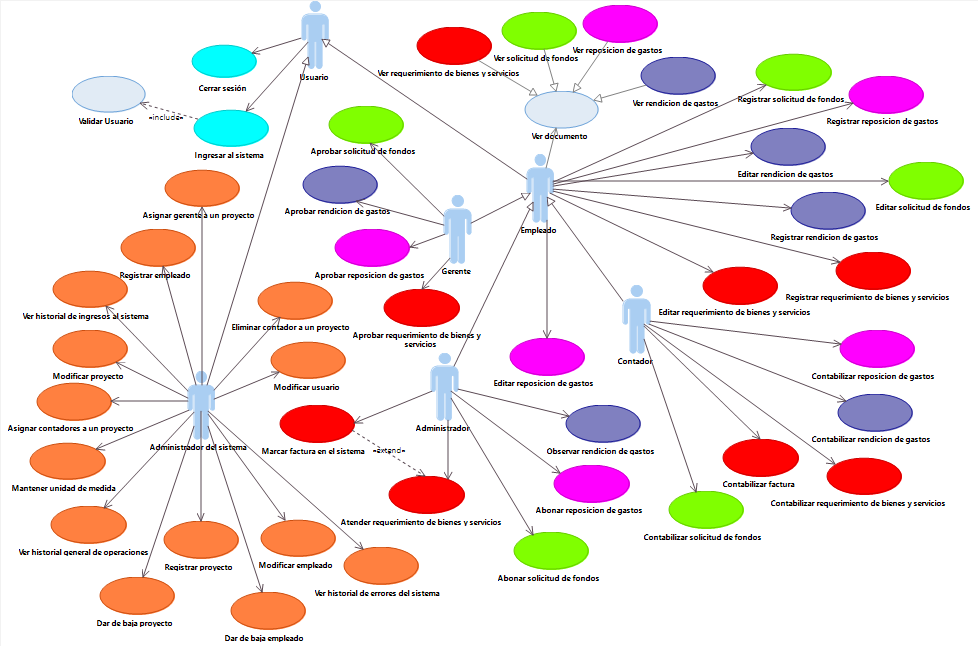 Usuario
Cerrar sesión
Validar Usuario
«include»
Ingresar al sistema
Ver solicitud de fondos
Ver reposicion de gastos
Ver requerimiento de bienes y servicios
Ver rendicion de gastos
Ver documento
Registrar solicitud de fondos
Registrar reposicion de gastos
Editar rendicion de gastos
Editar solicitud de fondos
Registrar rendicion de gastos
Aprobar solicitud de fondos
Aprobar rendicion de gastos
Empleado
Asignar gerente a un proyecto
Aprobar reposicion de gastos
Gerente
Registrar empleado
Registrar requerimiento de bienes y servicios
Editar requerimiento de bienes y servicios
Ver historial de ingresos al sistema
Eliminar contador a un proyecto
Aprobar requerimiento de bienes y
servicios
Contador
Modificar proyecto
Modificar usuario
Editar reposicion de gastos
Contabilizar reposicion de gastos
Asignar contadores a un proyecto
Administrador
Administrador del sistema
Marcar factura en el sistema
«extend»
Observar rendicion de gastos
Contabilizar rendicion de gastos
Mantener unidad de medida
Contabilizar factura
Contabilizar requerimiento de bienes y servicios
Abonar reposicion de gastos
Atender requerimiento de bienes y servicios
Contabilizar solicitud de fondos
Ver historial general de operaciones
Registrar proyecto
Modificar empleado
Abonar solicitud de fondos
Ver historial de errores del sistema
Dar de baja proyecto
Dar de baja empleado